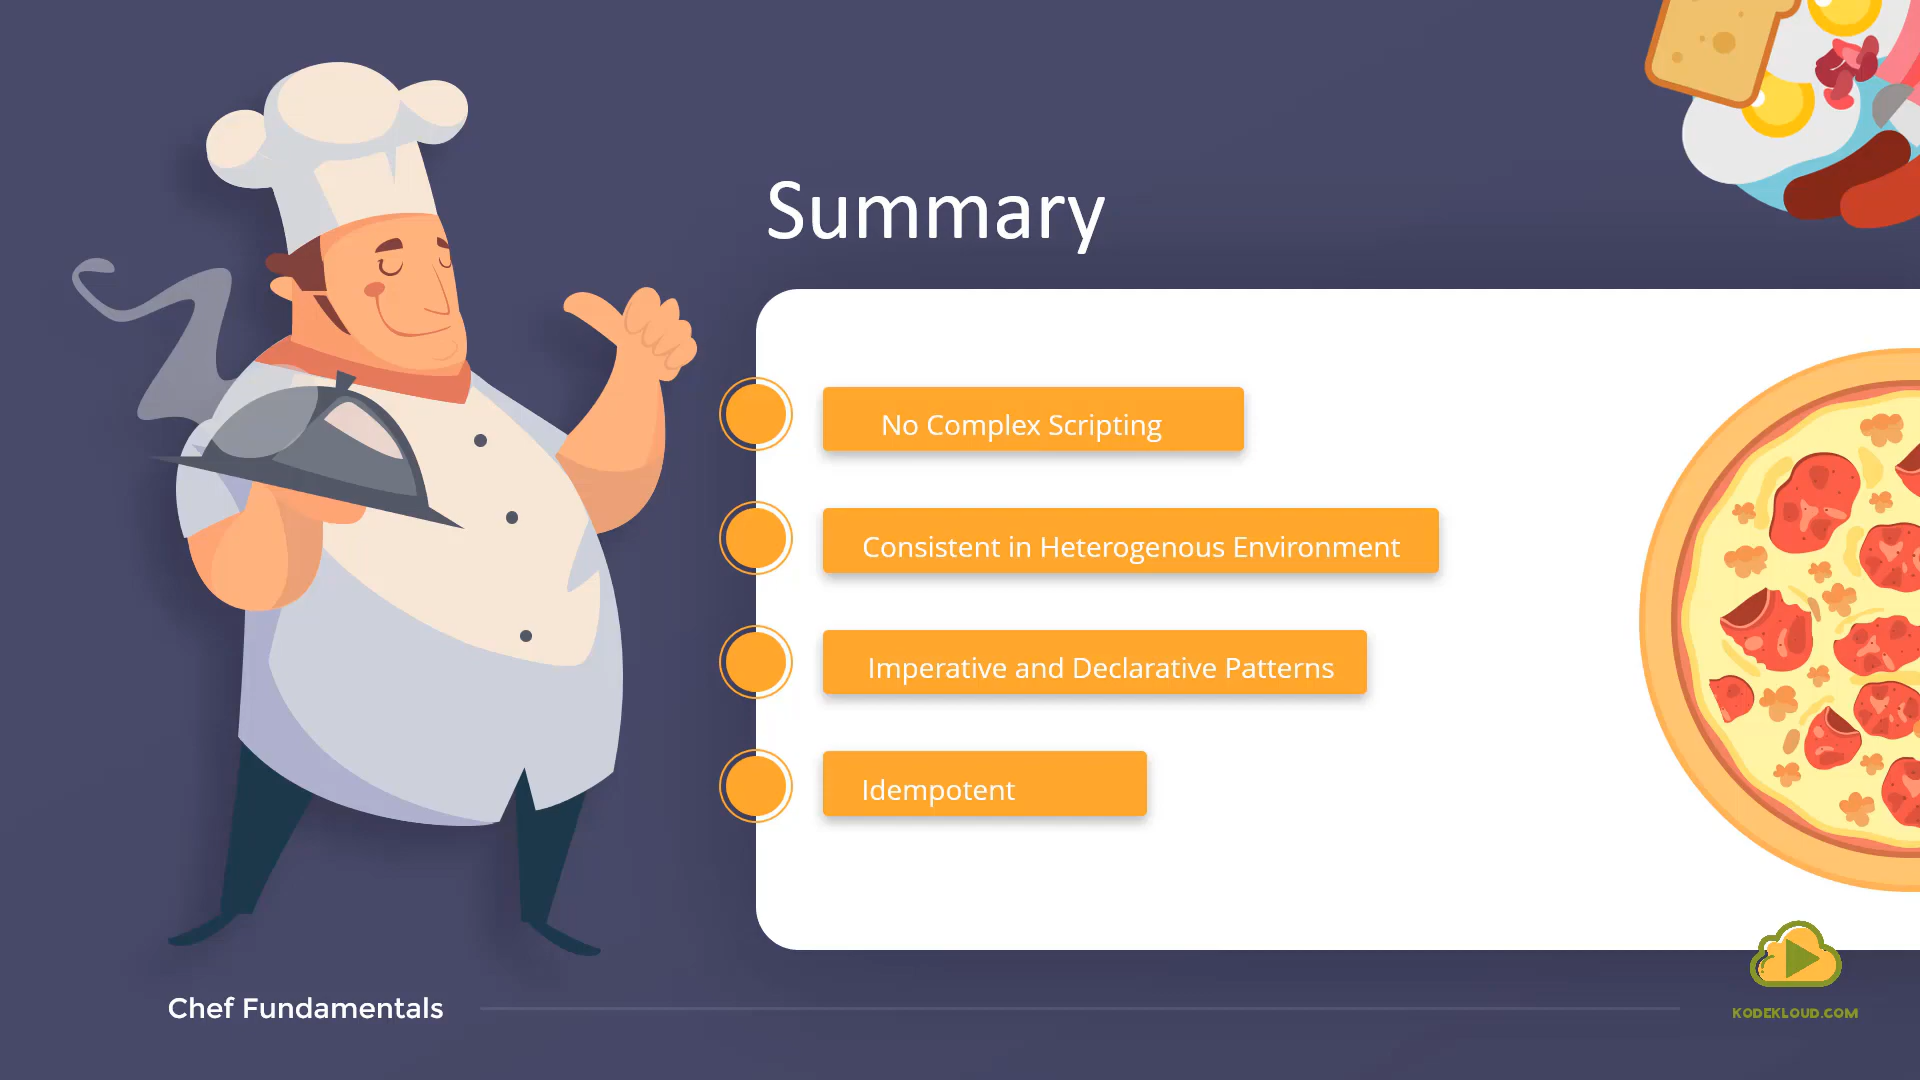 Summary
No Complex Scripting
Consistent in Heterogenous Environment
Imperative and Declarative Patterns
Idempotent
Chef Fundamentals
KODEKLOUD.COM